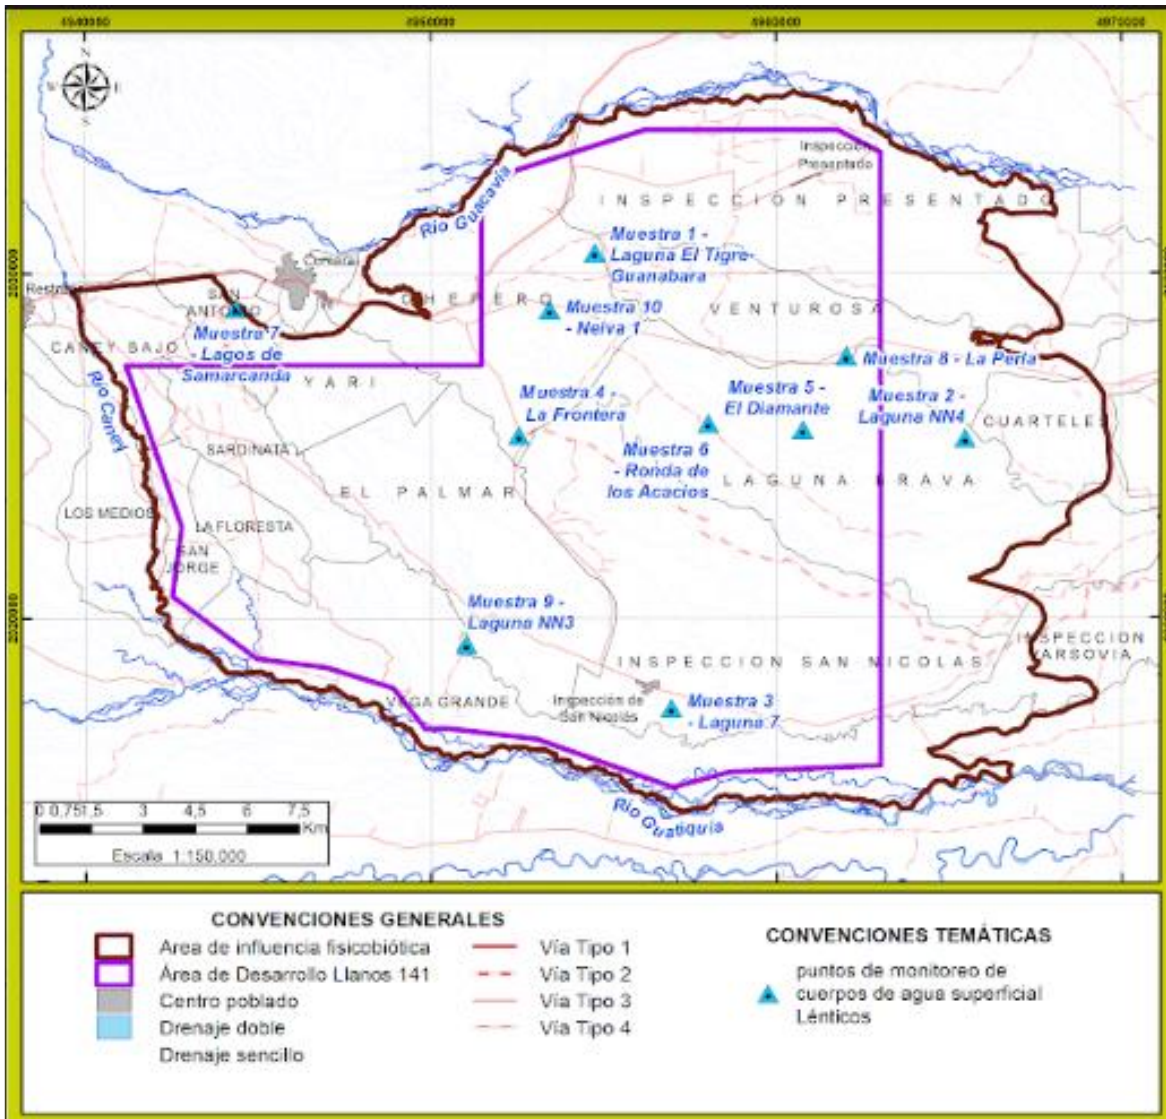 4940000
4950000
4960000
4970000
N
W
E
S
Inspección
Presentado
INSPECCION PRESENTADO
Río Guacavía
Muestra 1 -
Laguna El Tigre-
Guanabara
2030000
Restrepo
Cumaral
SAN
ANTONIO
CHEPERO
Muestra 10
- Neiva 1
VENTUROSA
Muestra 7
- Lagos de
Samarcanda
CANEY BAJO
YARI
Muestra 8 - La Perla
Muestra 4 -
La Frontera
Muestra 5 -
El Diamante
Muestra 2 -
Laguna NN4
CUARTELES
Río Caney
Muestra 6
- Ronda de
los Acacios
SARDINATA
EL PALMAR
LAGUNA BRAVA
LOS MEDIOS
LA FLORESTA
SAN
JORGE
2020000
Muestra 9 -
Laguna NN3
INSPECCION
VARSOVIA
INSPECCION SAN NICOLAS
VEGA GRANDE
Inspección de
San Nicolás
Muestra 3
- Laguna 7
Río Guatiquía
0 0,75 1,5 3 4,5 6 7,5
Km
Escala 1:150,000
CONVENCIONES GENERALES
Area de influencia fisicobiótica
Área de Desarrollo Llanos 141
Centro poblado
Drenaje doble
Drenaje sencillo
Vía Tipo 1
Vía Tipo 2
Vía Tipo 3
Vía Tipo 4
CONVENCIONES TEMÁTICAS
puntos de monitoreo de
cuerpos de agua superficial
Lénticos